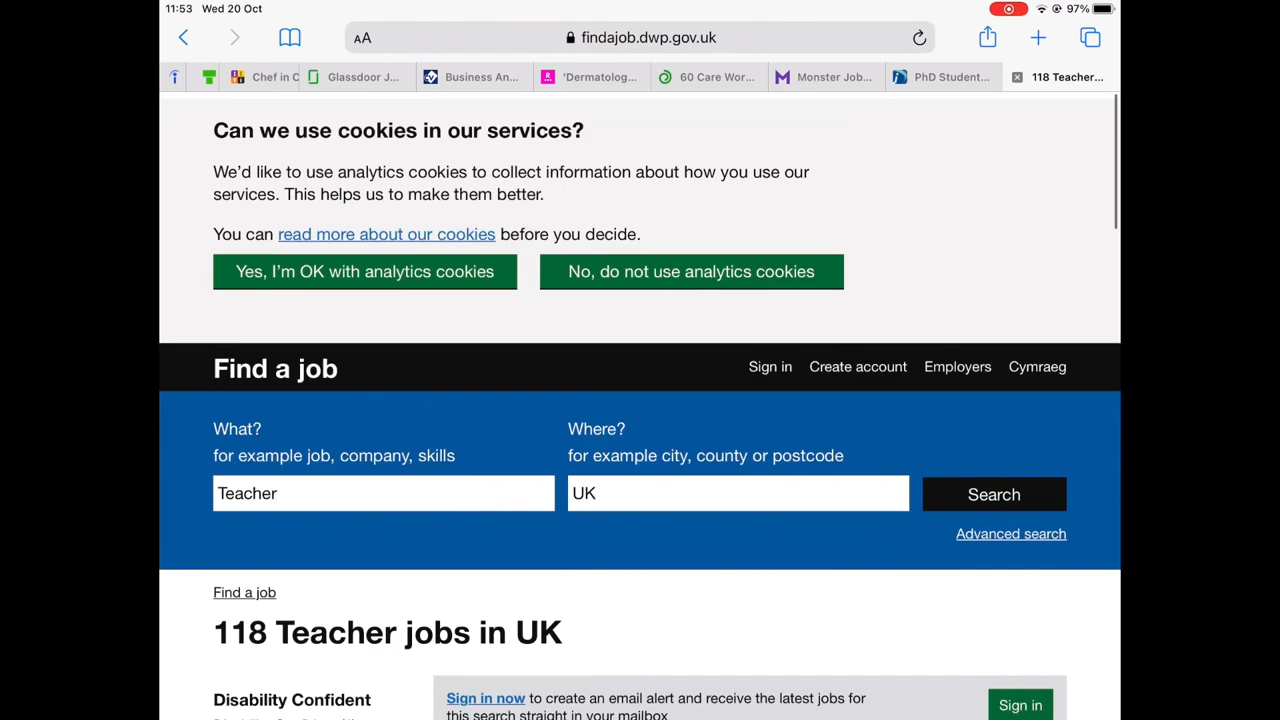 11:53 Wed 20 Oct 97%
AA findajob.dwp.gov.uk
Chef in C Glassdoor J... Business An... 'Dermatolog... 60 Care Wor... Monster Job... PhD Student... 118 Teacher...
Can we use cookies in our services?
We'd like to use analytics cookies to collect information about how you use our
services. This helps us to make them better.
You can read more about our cookies before you decide.
Yes, I'm OK with analytics cookies No, do not use analytics cookies
Find a job Sign in Create account Employers Cymraeg
What? Where?
for example job, company, skills for example city, county or postcode
Teacher UK Search
Advanced search
Find a job
118 Teacher jobs in UK
Disability Confident
Sign in now to create an email alert and receive the latest jobs for
this search straight in your mailbox
Sign in